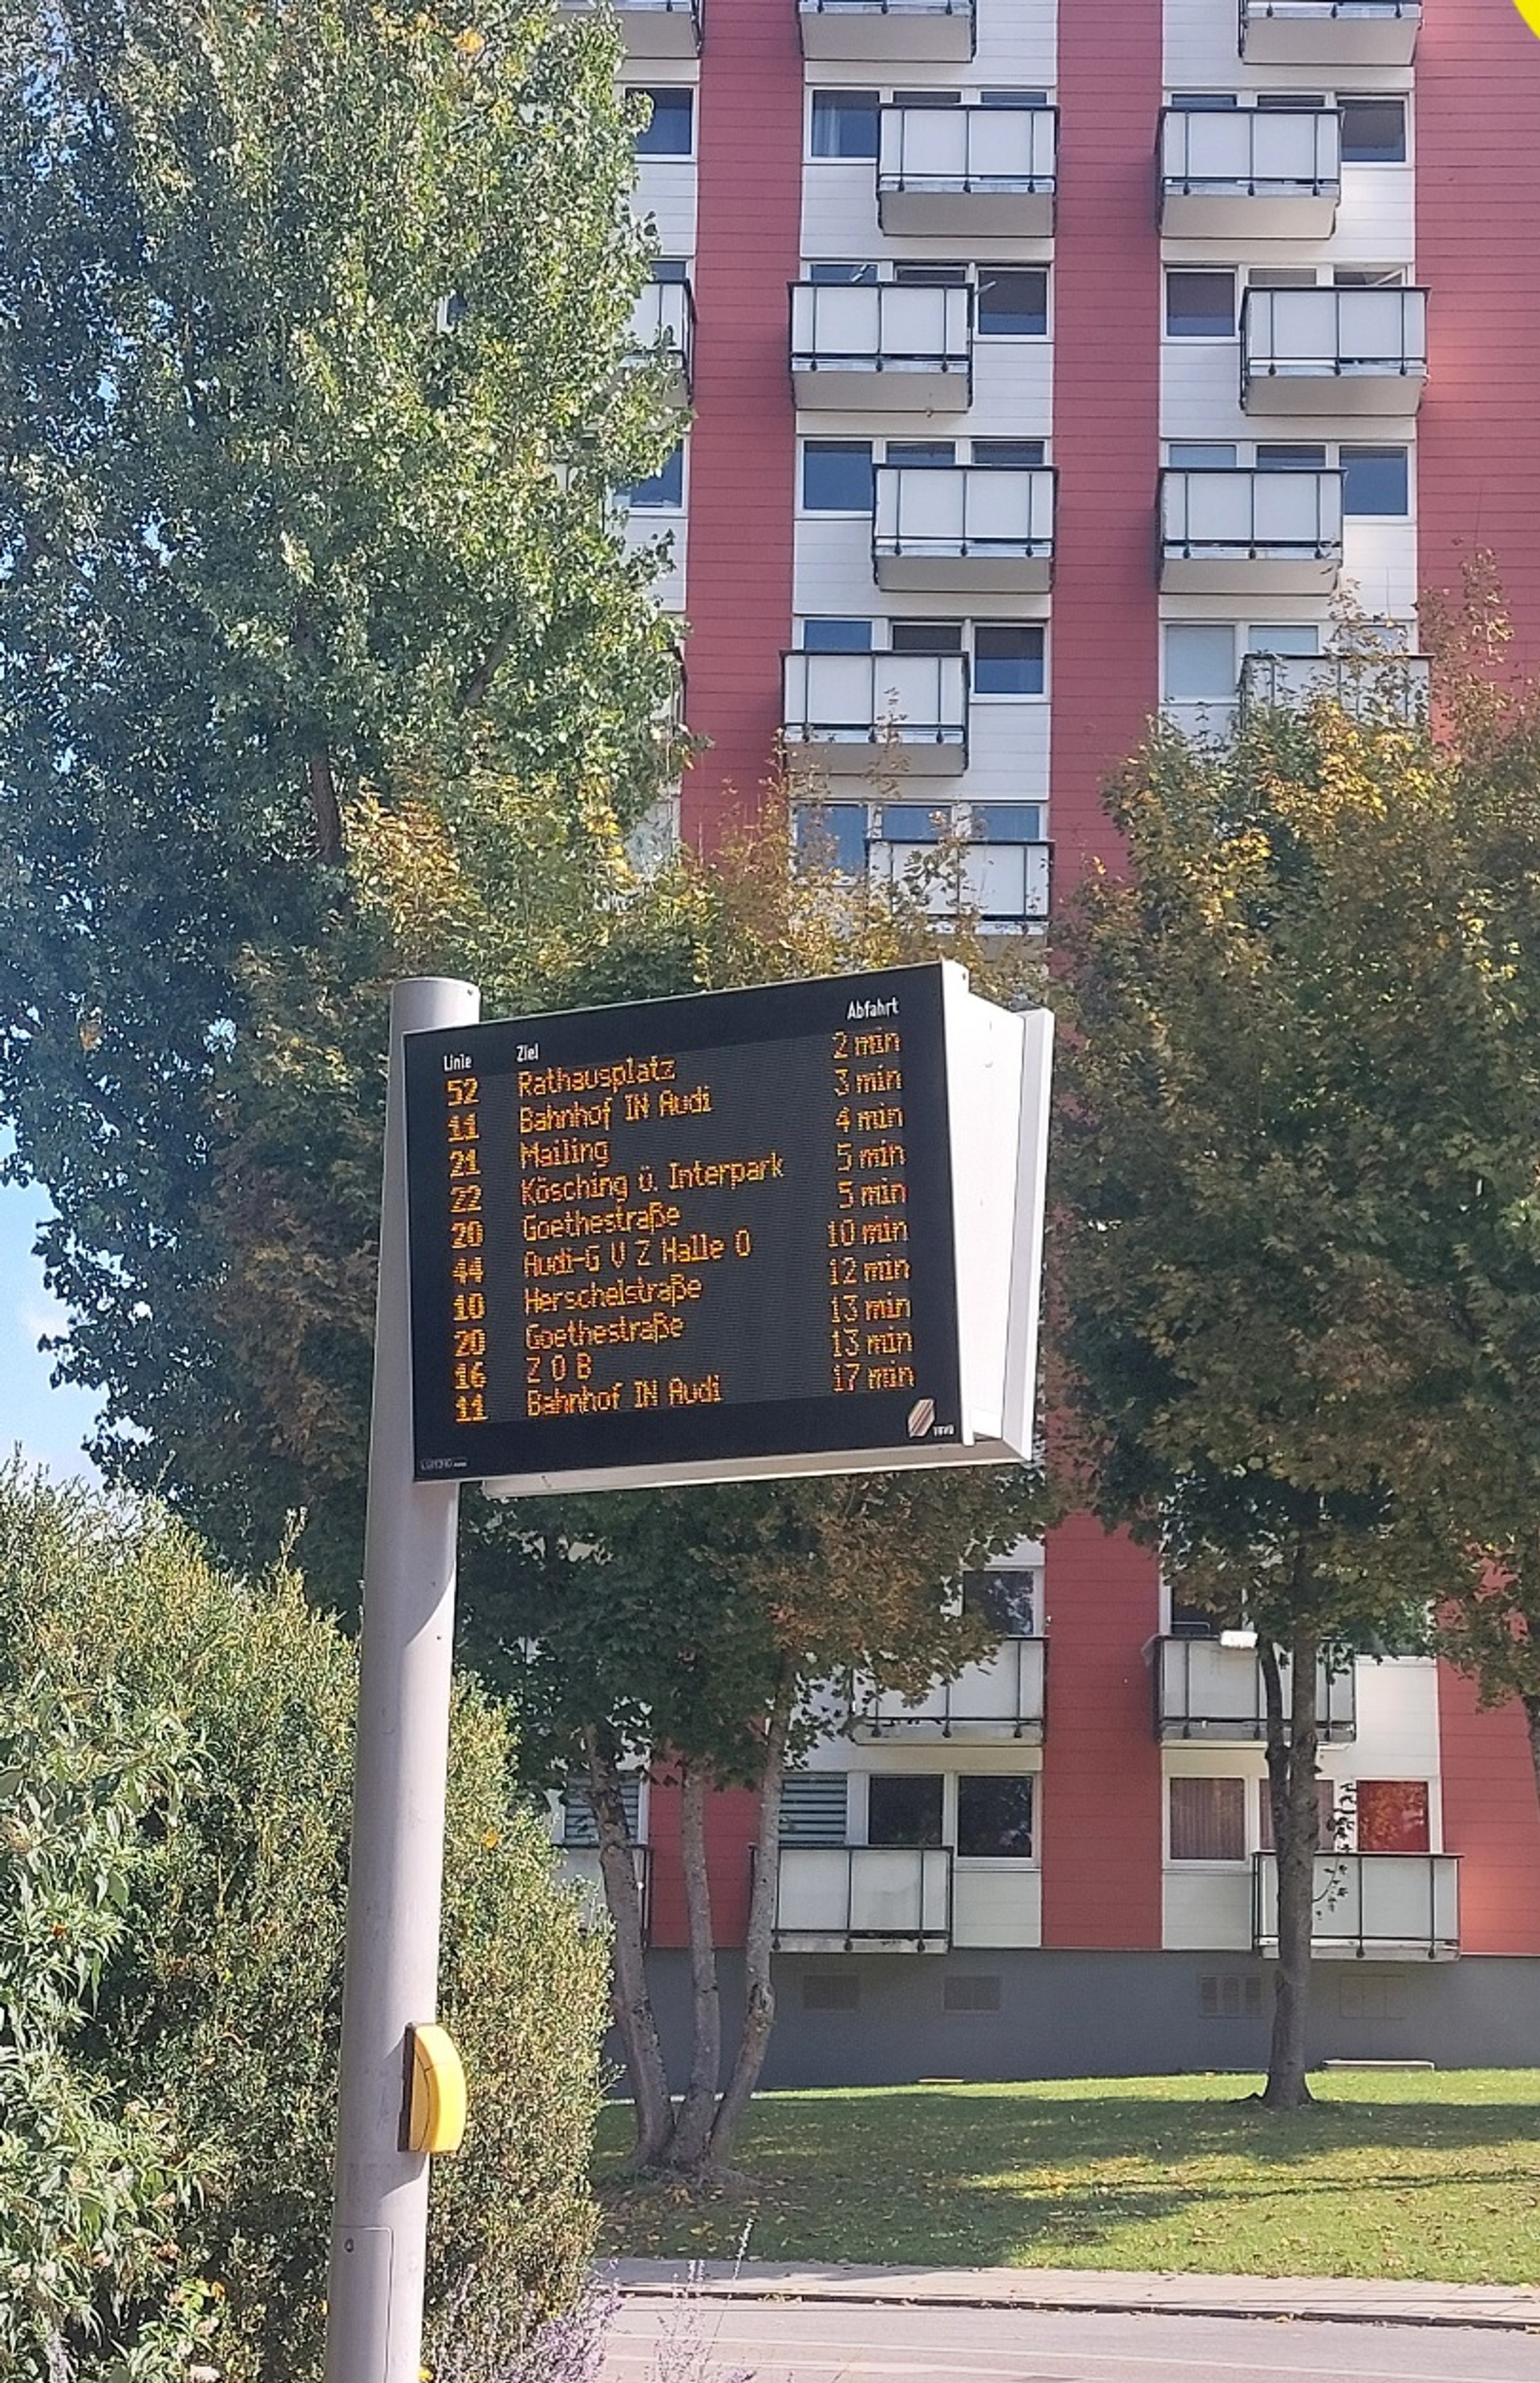 Linie Ziel Abfahrt
52 Rathausplatz 2 min
11 Bahnhof IN Audi 3 min
21 Mailing 4 min
22 Kösching ü. Interpark 5 min
20 Goethestraße 5 min
44 Audi-G V Z Halle O 10 min
10 Herschelstraße 12 min
20 Goethestraße 13 min
16 Z O B 13 min
11 Bahnhof IN Audi 17 min